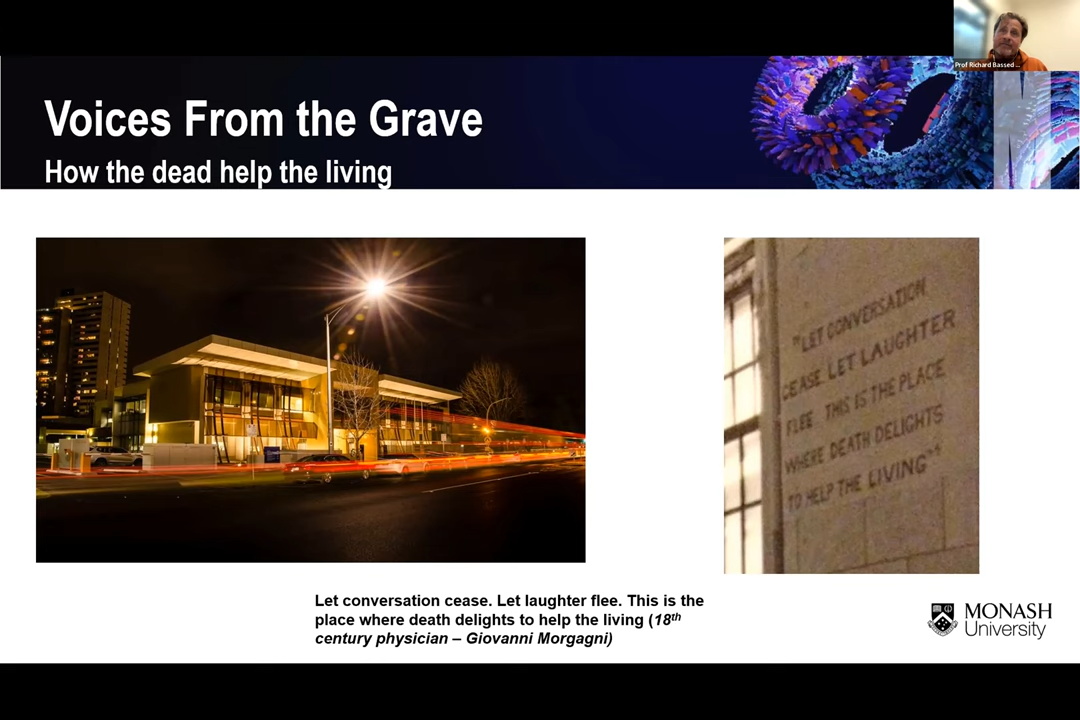 Prof Richard Bassed ...
Voices From the Grave
How the dead help the living
"LET CONVERSATION
CEASE. LET LAUGHTER
FLEE. THIS IS THE PLACE
WHERE DEATH DELIGHTS
TO HELP THE LIVING"
Let conversation cease. Let laughter flee. This is the
place where death delights to help the living (18th
century physician – Giovanni Morgagni)
MONASH
University